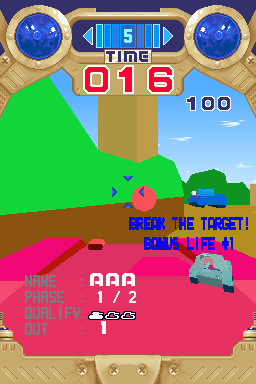 5
TIME
016
100
BREAK THE TARGET!
BONUS LIFE +1
NAME : AAA
PHASE : 1 / 2
QUALIFY:
OUT : 1